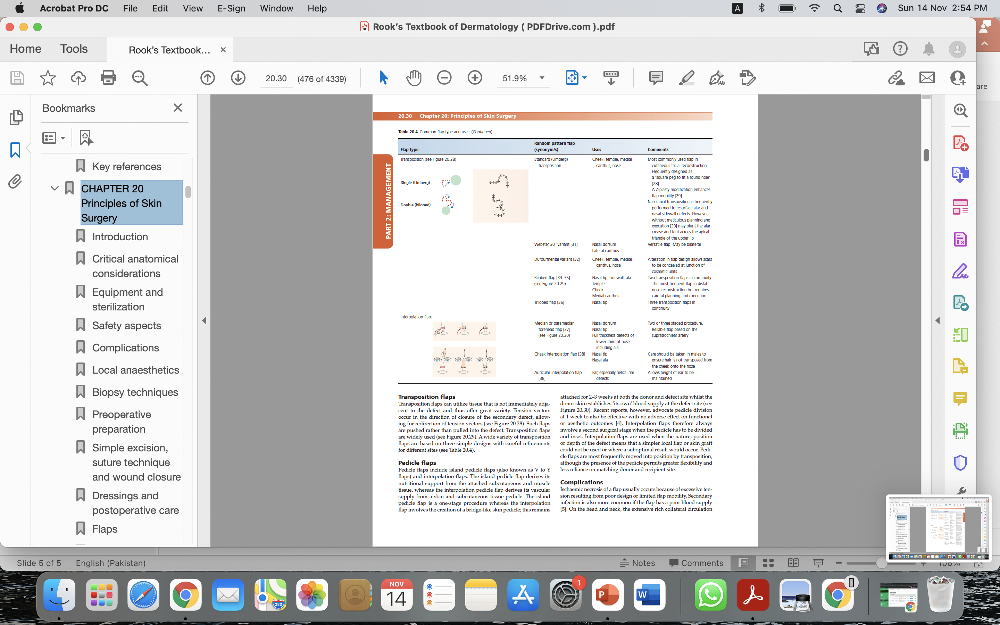 Acrobat Pro DC File Edit View E-Sign Window Help
A
Sun 14 Nov 2:54 PM
Rook's Textbook of Dermatology ( PDFDrive.com ).pdf
Home Tools Rook's Textbook...
20.30 (476 of 4339)
51.9%
are
Bookmarks
Key references
CHAPTER 20
Principles of Skin
Surgery
Introduction
Critical anatomical
considerations
Equipment and
sterilization
Safety aspects
Complications
Local anaesthetics
Biopsy techniques
Preoperative
preparation
Simple excision,
suture technique
and wound closure
Dressings and
postoperative care
Flaps
20.30 Chapter 20: Principles of Skin Surgery
PART 2: MANAGEMENT
Table 20.4 Common flap type and uses. (Continued)
Flap type
Random pattern flap
(synonym/s)
Uses
Comments
Transposition (see Figure 20.28)
Single (Limberg)
Double (bilobed)
Standard (Limberg)
transposition
Cheek, temple, medial
canthus, nose
Most commonly used flap in
cutaneous facial reconstruction.
Frequently designed as
a 'square peg to fit a round hole'
[28].
A Z-plasty modification enhances
flap mobility [29]
Nasolabial transposition is frequently
performed to resurface alar and
nasal sidewall defects. However,
without meticulous planning and
execution [30] may blunt the alar
crease and tent across the apical
triangle of the upper lip
Webster 30° variant [31]
Nasal dorsum
Lateral canthus
Versatile flap. May be bilateral
Dufourmental variant [32]
Cheek, temple, medial
canthus, nose
Alteration in flap design allows scars
to be concealed at junction of
cosmetic units
Bilobed flap [33–35]
(see Figure 20.29)
Nasal tip, sidewall, ala
Temple
Cheek
Medial canthus
Two transposition flaps in continuity.
The most frequent flap in distal
nose reconstruction but requires
careful planning and execution
Trilobed flap [36]
Nasal tip
Three transposition flaps in
continuity
Interpolation flaps
Median or paramedian
forehead flap [37]
(see Figure 20.30)
Nasal dorsum
Nasal tip
Full thickness defects of
lower third of nose
including ala
Two or three staged procedure.
Reliable flap based on the
supratrochlear artery
Cheek interpolation flap [38]
Nasal tip
Nasal ala
Care should be taken in males to
ensure hair is not transposed from
the cheek onto the nose
Auricular interpolation flap
[38]
Ear, especially helical rim
defects
Allows height of ear to be
maintained
Transposition flaps
Transposition flaps can utilize tissue that is not immediately adja-
cent to the defect and thus offer great variety. Tension vectors
occur in the direction of closure of the secondary defect, allow-
ing for redirection of tension vectors (see Figure 20.28). Such flaps
are pushed rather than pulled into the defect. Transposition flaps
are widely used (see Figure 20.29). A wide variety of transposition
flaps are based on three simple designs with careful refinements
for different sites (see Table 20.4).
Pedicle flaps
Pedicle flaps include island pedicle flaps (also known as V to Y
flaps) and interpolation flaps. The island pedicle flap derives its
nutritional support from the attached subcutaneous and muscle
tissue, whereas the interpolation pedicle flap derives its vascular
supply from a skin and subcutaneous tissue pedicle. The island
pedicle flap is a one-stage procedure whereas the interpolation
flap involves the creation of a bridge-like skin pedicle; this remains
attached for 2–3 weeks at both the donor and defect site whilst the
donor skin establishes 'its own' blood supply at the defect site (see
Figure 20.30). Recent reports, however, advocate pedicle division
at 1 week to also be effective with no adverse effect on functional
or aesthetic outcomes [4]. Interpolation flaps therefore always
involve a second surgical stage when the pedicle has to be divided
and inset. Interpolation flaps are used when the nature, position
or depth of the defect means that a simpler local flap or skin graft
could not be used or where a suboptimal result would occur. Pedi-
cle flaps are most frequently moved into position by transposition,
although the presence of the pedicle permits greater flexibility and
less reliance on matching donor and recipient site.
Complications
Ischaemic necrosis of a flap usually occurs because of excessive ten-
sion resulting from poor design or limited flap mobility. Secondary
infection is also more common if the flap has a poor blood supply
[5]. On the head and neck, the extensive rich collateral circulation
Slide 5 of 5 English (Pakistan)
Notes Comments
106%
280
NOV
14
1
P
W